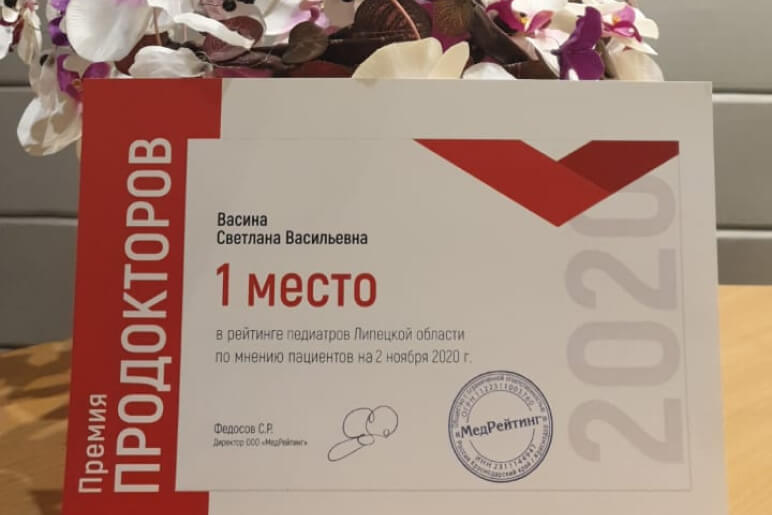 Премия
ПРОДОКТОРОВ
Васина
Светлана Васильевна
1 место
в рейтинге педиатров Липецкой области
по мнению пациентов на 2 ноября 2020 г.
Федосов С.Р.
Директор ООО «МедРейтинг»
МедРейтинг
2020